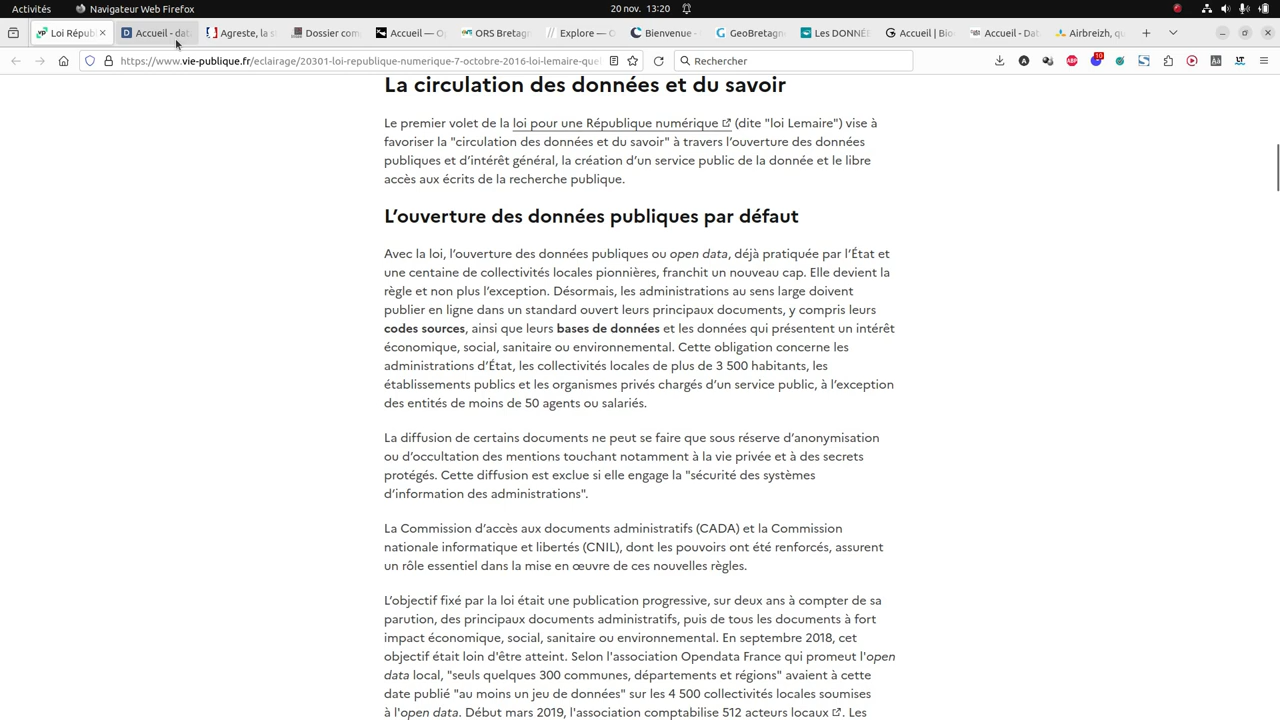 Activités
Navigateur Web Firefox
20 nov. 13:20
Loi Répub
Accueil - data
Agreste, la s
Dossier com
Accueil — O
ORS Bretagn
Explore — 
Bienvenue -
GeoBretagne
Les DONNÉE
Accueil | Bio
Accueil - Dat
Airbreizh, qu
https://www.vie-publique.fr/eclairage/20301-loi-republique-numerique-7-octobre-2016-loi-lemaire-quel
Rechercher
10
La circulation des données et du savoir
Le premier volet de la loi pour une République numérique (dite "loi Lemaire") vise à
favoriser la "circulation des données et du savoir" à travers l’ouverture des données
publiques et d’intérêt général, la création d’un service public de la donnée et le libre
accès aux écrits de la recherche publique.
L’ouverture des données publiques par défaut
Avec la loi, l’ouverture des données publiques ou open data, déjà pratiquée par l’État et
une centaine de collectivités locales pionnières, franchit un nouveau cap. Elle devient la
règle et non plus l’exception. Désormais, les administrations au sens large doivent
publier en ligne dans un standard ouvert leurs principaux documents, y compris leurs
codes sources, ainsi que leurs bases de données et les données qui présentent un intérêt
économique, social, sanitaire ou environnemental. Cette obligation concerne les
administrations d’État, les collectivités locales de plus de 3 500 habitants, les
établissements publics et les organismes privés chargés d’un service public, à l’exception
des entités de moins de 50 agents ou salariés.
La diffusion de certains documents ne peut se faire que sous réserve d’anonymisation
ou d’occultation des mentions touchant notamment à la vie privée et à des secrets
protégés. Cette diffusion est exclue si elle engage la "sécurité des systèmes
d’information des administrations".
La Commission d’accès aux documents administratifs (CADA) et la Commission
nationale informatique et libertés (CNIL), dont les pouvoirs ont été renforcés, assurent
un rôle essentiel dans la mise en œuvre de ces nouvelles règles.
L’objectif fixé par la loi était une publication progressive, sur deux ans à compter de sa
parution, des principaux documents administratifs, puis de tous les documents à fort
impact économique, social, sanitaire ou environnemental. En septembre 2018, cet
objectif était loin d'être atteint. Selon l'association Opendata France qui promeut l'open
data local, "seuls quelques 300 communes, départements et régions" avaient à cette
date publié "au moins un jeu de données" sur les 4 500 collectivités locales soumises
à l'open data. Début mars 2019, l'association comptabilise 512 acteurs locaux. Les